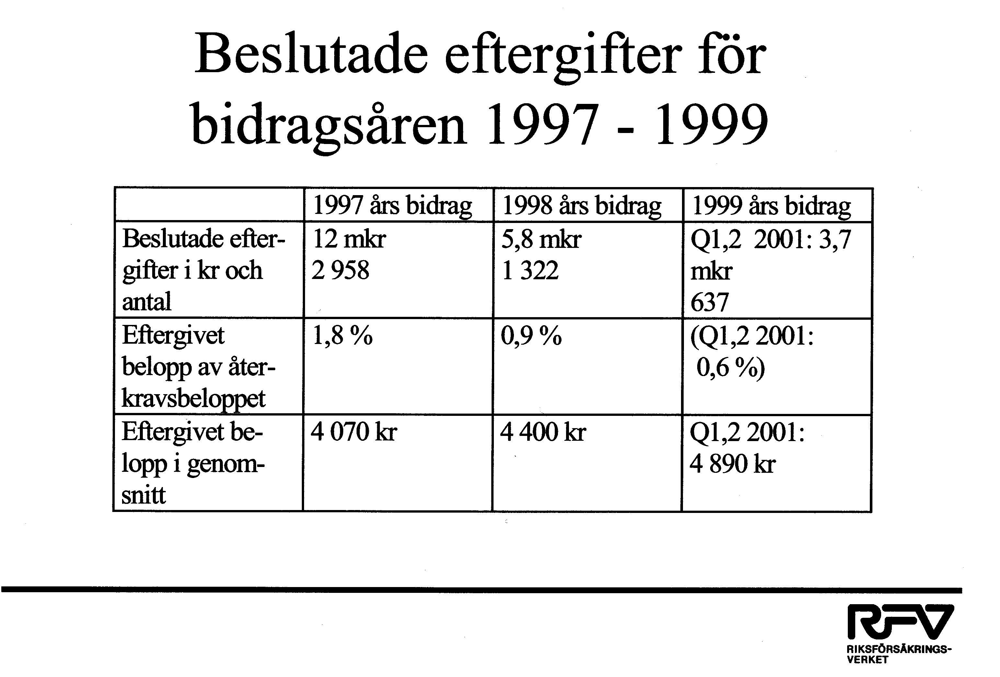 Beslutade eftergifter för
bidragsåren 1997 - 1999
1997 års bidrag
1998 års bidrag
1999 års bidrag
Beslutade efter-
gifter i kr och
antal
12 mkr
2 958
5,8 mkr
1 322
Q1,2 2001: 3,7
mkr
637
Eftergivet
belopp av åter-
kravsbeloppet
1,8 %
0,9 %
(Q1,2 2001:
0,6 %)
Eftergivet be-
lopp i genom-
snitt
4 070 kr
4 400 kr
Q1,2 2001:
4 890 kr
RFV
RIKSFÖRSÄKRINGS-
VERKET